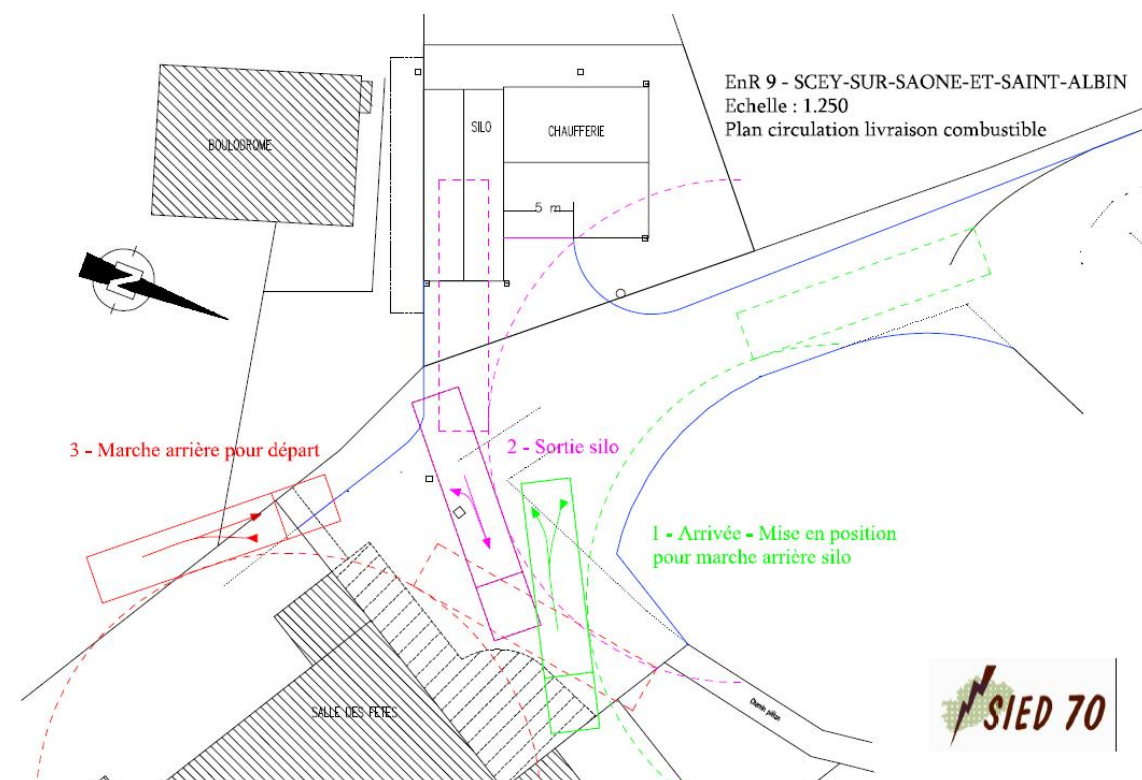 EnR 9 - SCEY-SUR-SAONE-ET-SAINT-ALBIN
Echelle : 1.250
Plan circulation livraison combustible
BOULODROME
SILO
CHAUFFERIE
5 m
N
3 - Marche arrière pour départ
2 - Sortie silo
1 - Arrivée - Mise en position
pour marche arrière silo
SALLE DES FETES
Chemin piéton
SIED 70